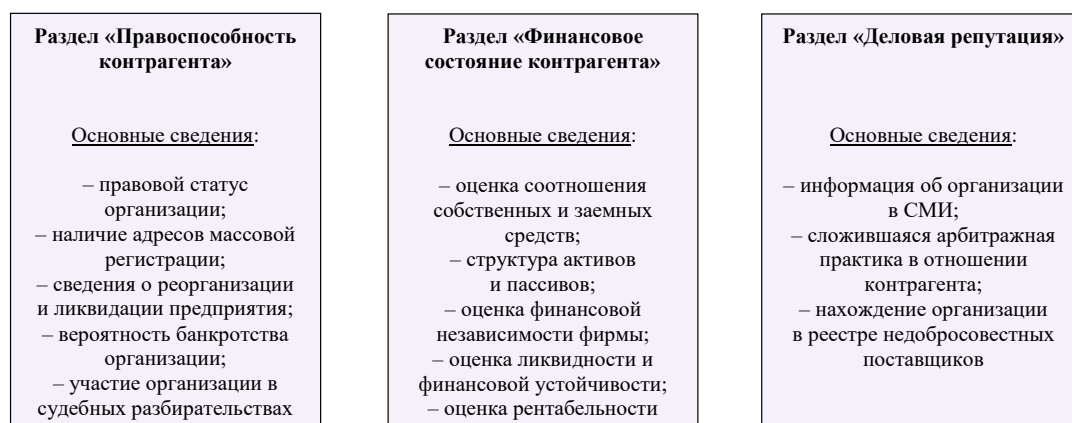 Раздел «Правоспособность
контрагента»
Основные сведения:
– правовой статус
организации;
– наличие адресов массовой
регистрации;
– сведения о реорганизации
и ликвидации предприятия;
– вероятность банкротства
организации;
– участие организации в
судебных разбирательствах
Раздел «Финансовое
состояние контрагента»
Основные сведения:
– оценка соотношения
собственных и заемных
средств;
– структура активов
и пассивов;
– оценка финансовой
независимости фирмы;
– оценка ликвидности и
финансовой устойчивости;
– оценка рентабельности
Раздел «Деловая репутация»
Основные сведения:
– информация об организации
в СМИ;
– сложившаяся арбитражная
практика в отношении
контрагента;
– нахождение организации
в реестре недобросовестных
поставщиков